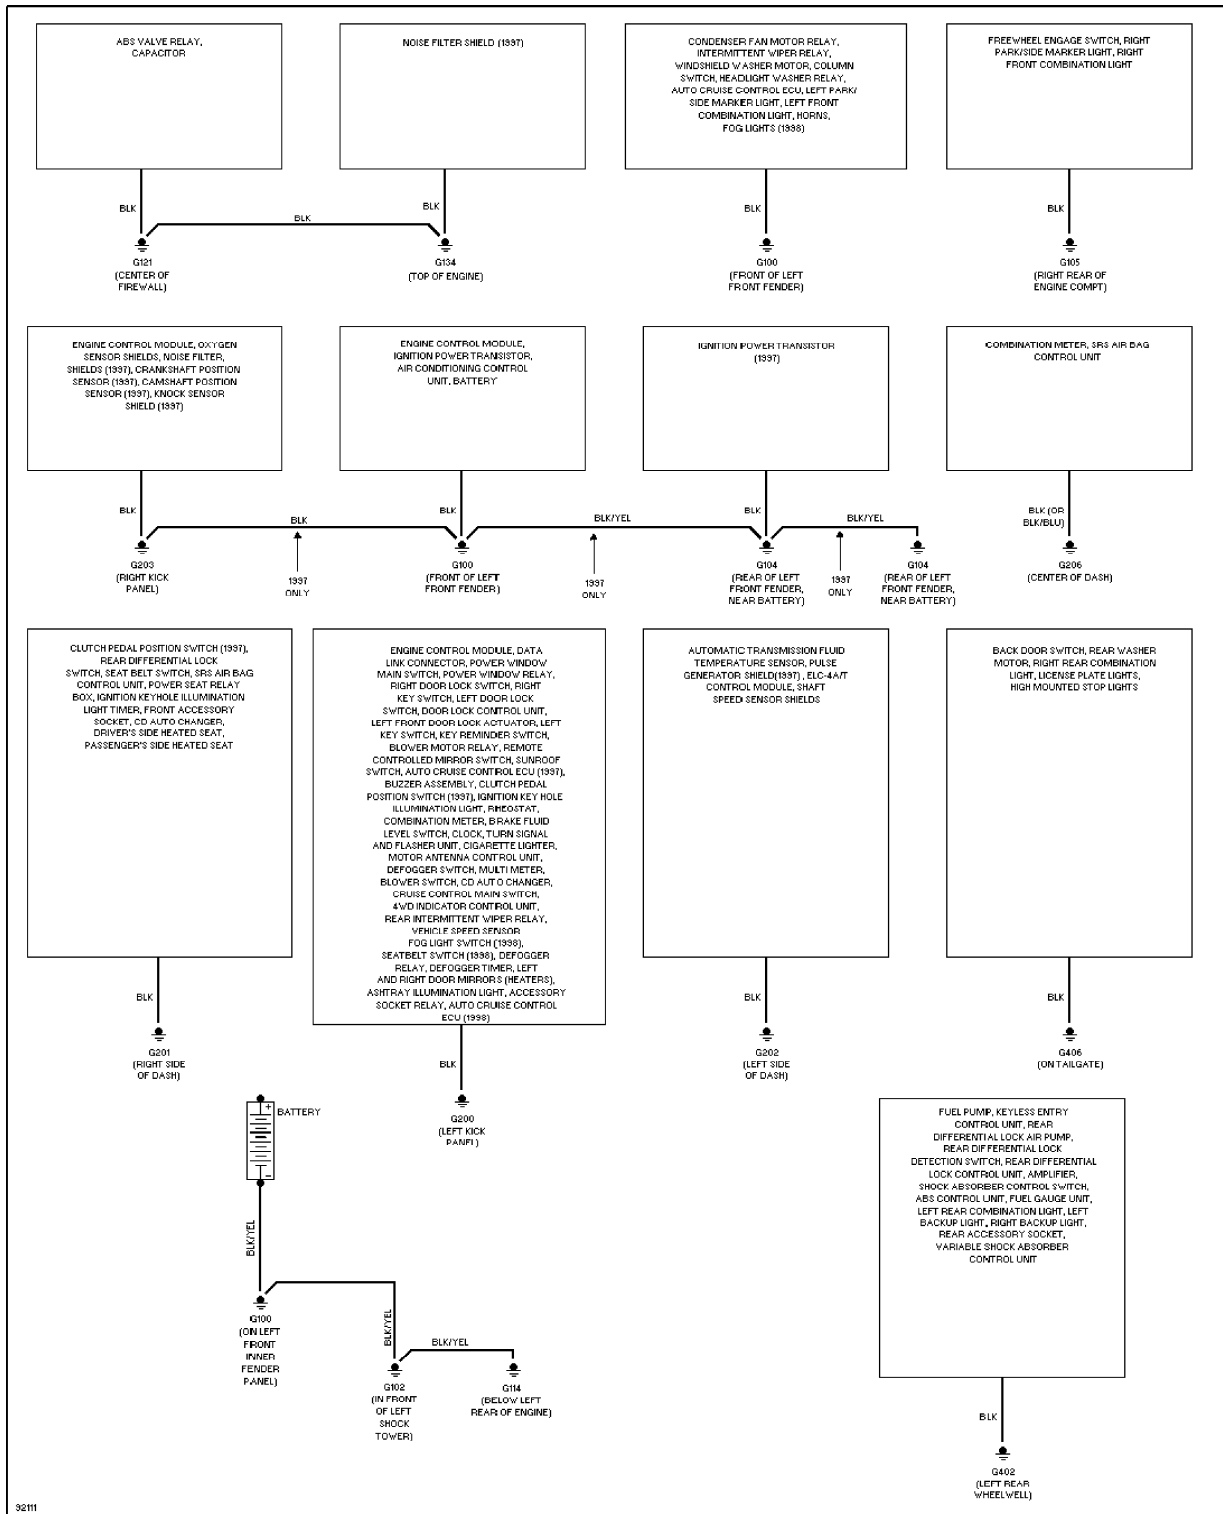 ABS VALVE RELAY,
CAPACITOR
NOISE FILTER SHIELD (1997)
CONDENSER FAN MOTOR RELAY,
INTERMITTENT WIPER RELAY,
WINDSHIELD WASHER MOTOR, COLUMN
SWITCH, HEADLIGHT WASHER RELAY,
AUTO CRUISE CONTROL ECU, LEFT PARK/
SIDE MARKER LIGHT, LEFT FRONT
COMBINATION LIGHT, HORNS,
FOG LIGHTS (1998)
FREEWHEEL ENGAGE SWITCH, RIGHT
PARK/SIDE MARKER LIGHT, RIGHT
FRONT COMBINATION LIGHT
BLK
BLK
BLK
BLK
BLK
G121
(CENTER OF
FIREWALL)
G134
(TOP OF ENGINE)
G100
(FRONT OF LEFT
FRONT FENDER)
G105
(RIGHT REAR OF
ENGINE COMPT)
ENGINE CONTROL MODULE, OXYGEN
SENSOR SHIELDS, NOISE FILTER,
SHIELDS (1997), CRANKSHAFT POSITION
SENSOR (1997), CAMSHAFT POSITION
SENSOR (1997), KNOCK SENSOR
SHIELD (1997)
ENGINE CONTROL MODULE,
IGNITION POWER TRANSISTOR,
AIR CONDITIONING CONTROL
UNIT, BATTERY
IGNITION POWER TRANSISTOR
(1997)
COMBINATION METER, SRS AIR BAG
CONTROL UNIT
BLK
BLK
BLK
BLK/YEL
BLK
BLK/YEL
BLK (OR
BLK/BLU)
G203
(RIGHT KICK
PANEL)
1997
ONLY
G100
(FRONT OF LEFT
FRONT FENDER)
1997
ONLY
G104
(REAR OF LEFT
FRONT FENDER,
NEAR BATTERY)
1997
ONLY
G104
(REAR OF LEFT
FRONT FENDER,
NEAR BATTERY)
G206
(CENTER OF DASH)
CLUTCH PEDAL POSITION SWITCH (1997),
REAR DIFFERENTIAL LOCK
SWITCH, SEAT BELT SWITCH, SRS AIR BAG
CONTROL UNIT, POWER SEAT RELAY
BOX, IGNITION KEYHOLE ILLUMINATION
LIGHT TIMER, FRONT ACCESSORY
SOCKET, CD AUTO CHANGER,
DRIVER'S SIDE HEATED SEAT,
PASSENGER'S SIDE HEATED SEAT
ENGINE CONTROL MODULE, DATA
LINK CONNECTOR, POWER WINDOW
MAIN SWITCH, POWER WINDOW RELAY,
RIGHT DOOR LOCK SWITCH, RIGHT
KEY SWITCH, LEFT DOOR LOCK
SWITCH, DOOR LOCK CONTROL UNIT,
LEFT FRONT DOOR LOCK ACTUATOR, LEFT
KEY SWITCH, KEY REMINDER SWITCH,
BLOWER MOTOR RELAY, REMOTE
CONTROLLED MIRROR SWITCH, SUNROOF
SWITCH, AUTO CRUISE CONTROL ECU (1997),
BUZZER ASSEMBLY, CLUTCH PEDAL
POSITION SWITCH (1997), IGNITION KEY HOLE
ILLUMINATION LIGHT, RHEOSTAT,
COMBINATION METER, BRAKE FLUID
LEVEL SWITCH, CLOCK, TURN SIGNAL
AND FLASHER UNIT, CIGARETTE LIGHTER,
MOTOR ANTENNA CONTROL UNIT,
DEFOGGER SWITCH, MULTI METER,
BLOWER SWITCH, CD AUTO CHANGER,
CRUISE CONTROL MAIN SWITCH,
4WD INDICATOR CONTROL UNIT,
REAR INTERMITTENT WIPER RELAY,
VEHICLE SPEED SENSOR
FOG LIGHT SWITCH (1998),
SEATBELT SWITCH (1998), DEFOGGER
RELAY, DEFOGGER TIMER, LEFT
AND RIGHT DOOR MIRRORS (HEATERS),
ASHTRAY ILLUMINATION LIGHT, ACCESSORY
SOCKET RELAY, AUTO CRUISE CONTROL
ECU (1998)
AUTOMATIC TRANSMISSION FLUID
TEMPERATURE SENSOR, PULSE
GENERATOR SHIELD(1997) , ELC-4A/T
CONTROL MODULE, SHAFT
SPEED SENSOR SHIELDS
BACK DOOR SWITCH, REAR WASHER
MOTOR, RIGHT REAR COMBINATION
LIGHT, LICENSE PLATE LIGHTS,
HIGH MOUNTED STOP LIGHTS
BLK
BLK
BLK
BLK
G201
(RIGHT SIDE
OF DASH)
G200
(LEFT KICK
PANEL)
G202
(LEFT SIDE
OF DASH)
G406
(ON TAILGATE)
BATTERY
BLK/YEL
G100
(ON LEFT
FRONT
INNER
FENDER
PANEL)
BLK/YEL
BLK/YEL
G102
(IN FRONT
OF LEFT
SHOCK
TOWER)
G114
(BELOW LEFT
REAR OF ENGINE)
FUEL PUMP, KEYLESS ENTRY
CONTROL UNIT, REAR
DIFFERENTIAL LOCK AIR PUMP,
REAR DIFFERENTIAL LOCK
DETECTION SWITCH, REAR DIFFERENTIAL
LOCK CONTROL UNIT, AMPLIFIER,
SHOCK ABSORBER CONTROL SWITCH,
ABS CONTROL UNIT, FUEL GAUGE UNIT,
LEFT REAR COMBINATION LIGHT, LEFT
BACKUP LIGHT, RIGHT BACKUP LIGHT,
REAR ACCESSORY SOCKET,
VARIABLE SHOCK ABSORBER
CONTROL UNIT
BLK
G402
(LEFT REAR
WHEELWELL)
92111